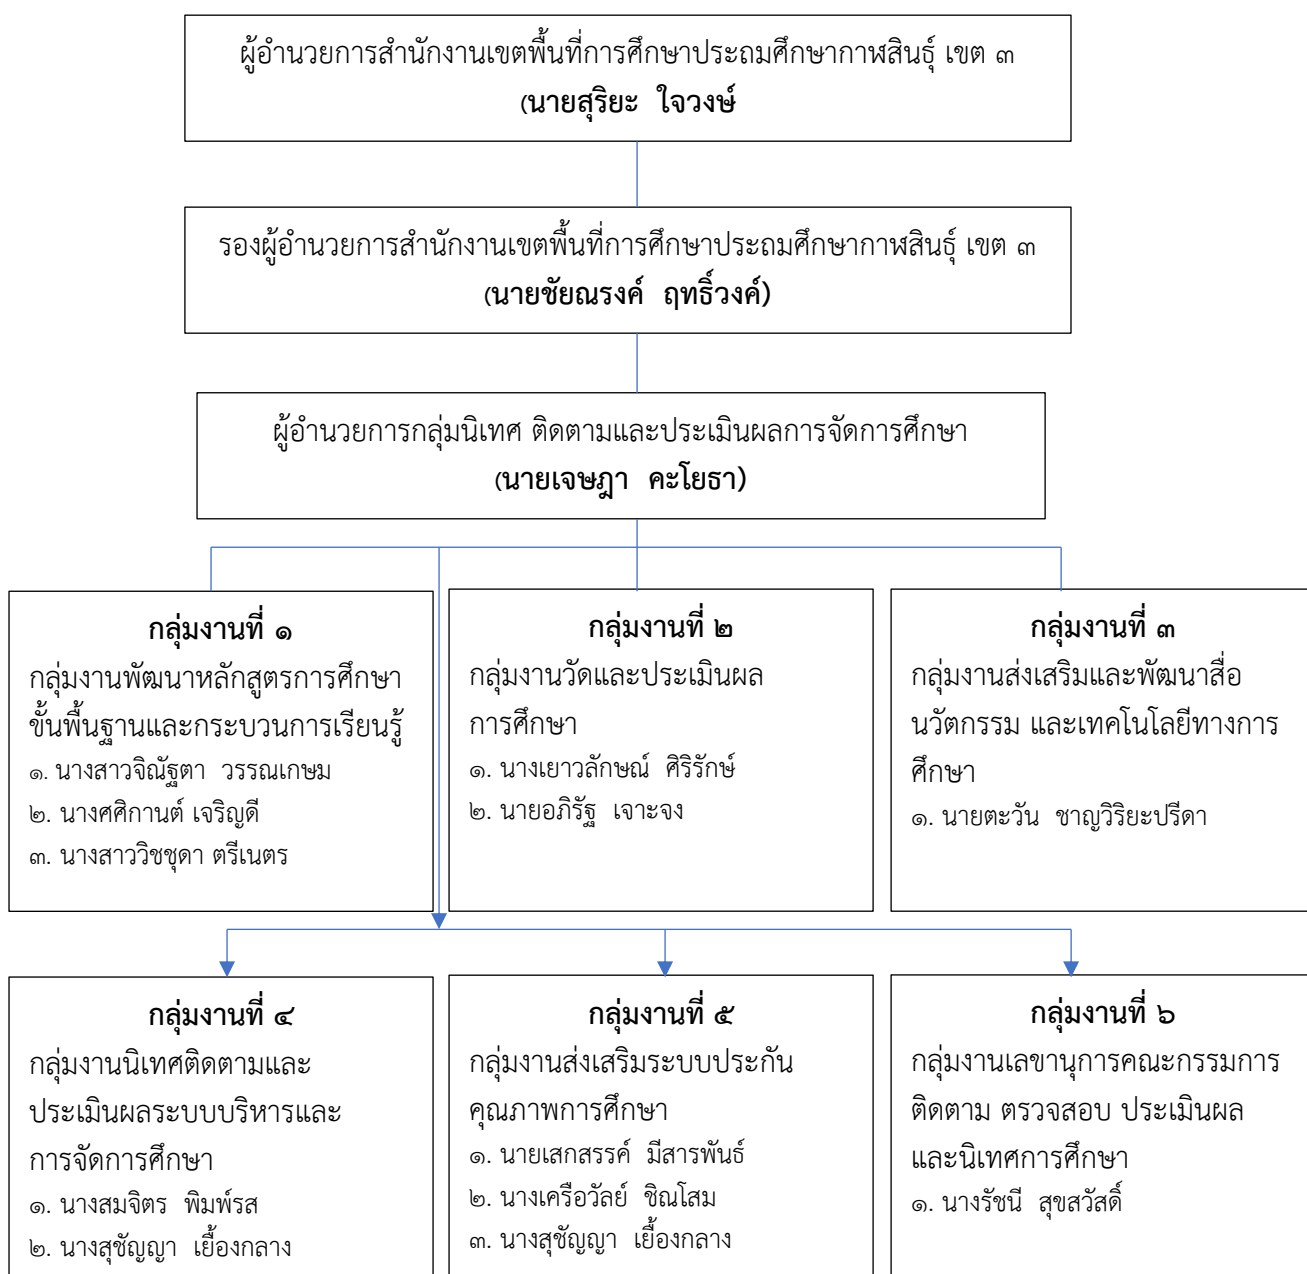 ผู้อำนวยการสำนักงานเขตพื้นที่การศึกษาประถมศึกษากาฬสินธุ์ เขต ๓
(นายสุริยะ ใจวงษ์
รองผู้อำนวยการสำนักงานเขตพื้นที่การศึกษาประถมศึกษากาฬสินธุ์ เขต ๓
(นายชัยณรงค์ ฤทธิ์วงค์)
ผู้อำนวยการกลุ่มนิเทศ ติดตามและประเมินผลการจัดการศึกษา
(นายเจษฎา คะโยธา)
กลุ่มงานที่ ๑
กลุ่มงานพัฒนาหลักสูตรการศึกษา
ขั้นพื้นฐานและกระบวนการเรียนรู้
๑. นางสาวจิณัฐตา วรรณเกษม
๒. นางศศิกานต์ เจริญดี
๓. นางสาววิชชุดา ตรีเนตร
กลุ่มงานที่ ๒
กลุ่มงานวัดและประเมินผล
การศึกษา
๑. นางเยาวลักษณ์ ศิริรักษ์
๒. นายอภิรัฐ เจาะจง
กลุ่มงานที่ ๓
กลุ่มงานส่งเสริมและพัฒนาสื่อ
นวัตกรรม และเทคโนโลยีทางการ
ศึกษา
๑. นายตะวัน ชาญวิริยะปรีดา
กลุ่มงานที่ ๔
กลุ่มงานนิเทศติดตามและ
ประเมินผลระบบบริหารและ
การจัดการศึกษา
๑. นางสมจิตร พิมพ์รส
๒. นางสุชัญญา เยื้องกลาง
กลุ่มงานที่ ๕
กลุ่มงานส่งเสริมระบบประกัน
คุณภาพการศึกษา
๑. นายเสกสรรค์ มีสารพันธ์
๒. นางเครือวัลย์ ชิณโสม
๓. นางสุชัญญา เยื้องกลาง
กลุ่มงานที่ ๖
กลุ่มงานเลขานุการคณะกรรมการ
ติดตาม ตรวจสอบ ประเมินผล
และนิเทศการศึกษา
๑. นางรัชนี สุขสวัสดิ์